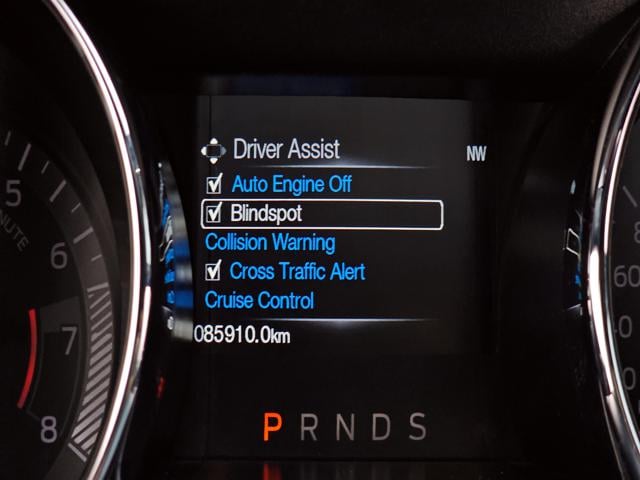 Driver Assist
NW
Auto Engine Off
Blindspot
Collision Warning
Cross Traffic Alert
Cruise Control
085910.0km
P R N D S
5
6
7
8
60